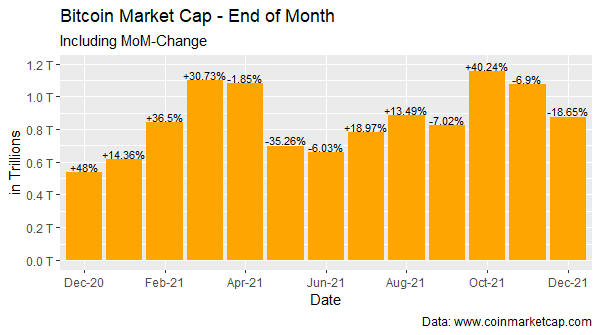 Bitcoin Market Cap - End of Month
Including MoM-Change
in Trillions
1.2 T
1.0 T
0.8 T
0.6 T
0.4 T
0.2 T
0.0 T
+48%
+14.36%
+36.5%
+30.73%
-1.85%
-35.26%
-6.03%
+18.97%
+13.49%
-7.02%
+40.24%
-6.9%
-18.65%
Dec-20 Feb-21 Apr-21 Jun-21 Aug-21 Oct-21 Dec-21
Date
Data: www.coinmarketcap.com